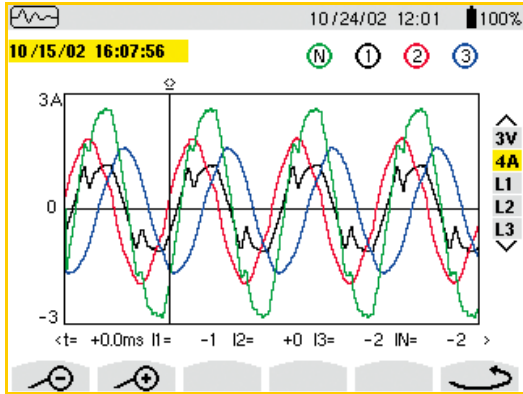 10/24/02 12:01 100%
10/15/02 16:07:56 N 1 2 3
3A
0
-3
3V
4A
L1
L2
L3
<t= +0.0ms I1= -1 I2= +0 I3= -2 IN= -2 >